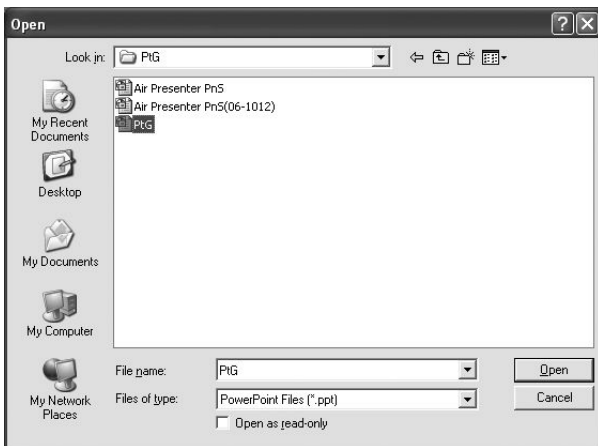 Open
Look in: PtG
Air Presenter PnS
Air Presenter PnS(06-1012)
PtG
My Recent
Documents
Desktop
My Documents
My Computer
My Network
Places
File name: PtG
Open
Files of type: PowerPoint Files (*.ppt)
Cancel
Open as read-only